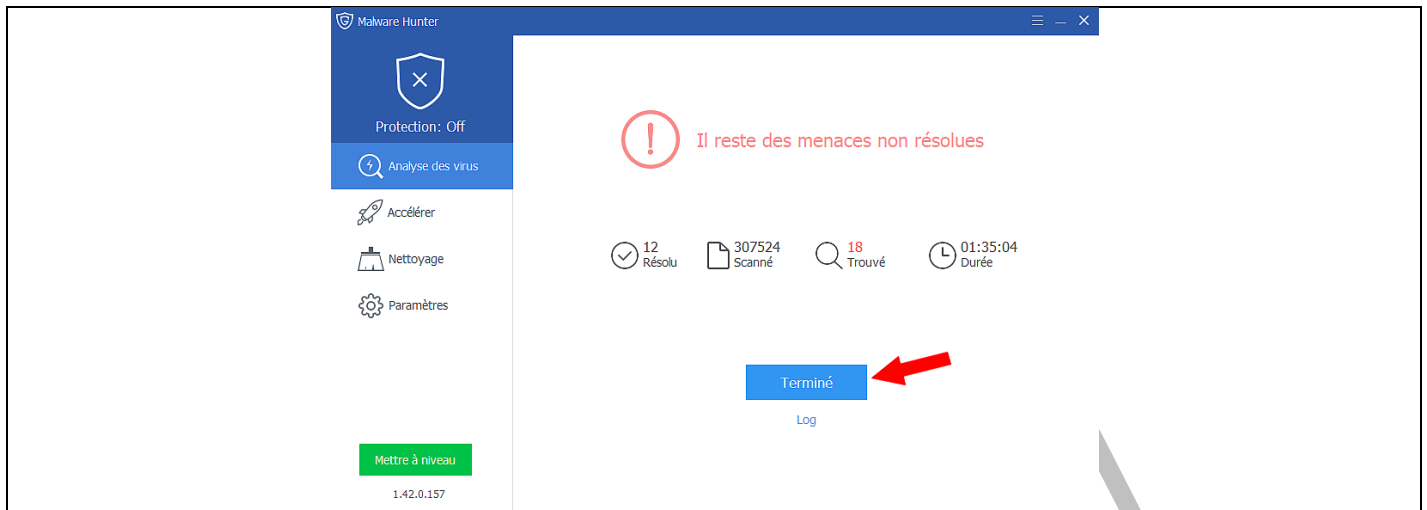 Malware Hunter
Protection: Off
Analyse des virus
Accélérer
Nettoyage
Paramètres
Mettre à niveau
1.42.0.157
Il reste des menaces non résolues
12
Résolu
307524
Scanné
18
Trouvé
01:35:04
Durée
Terminé
Log